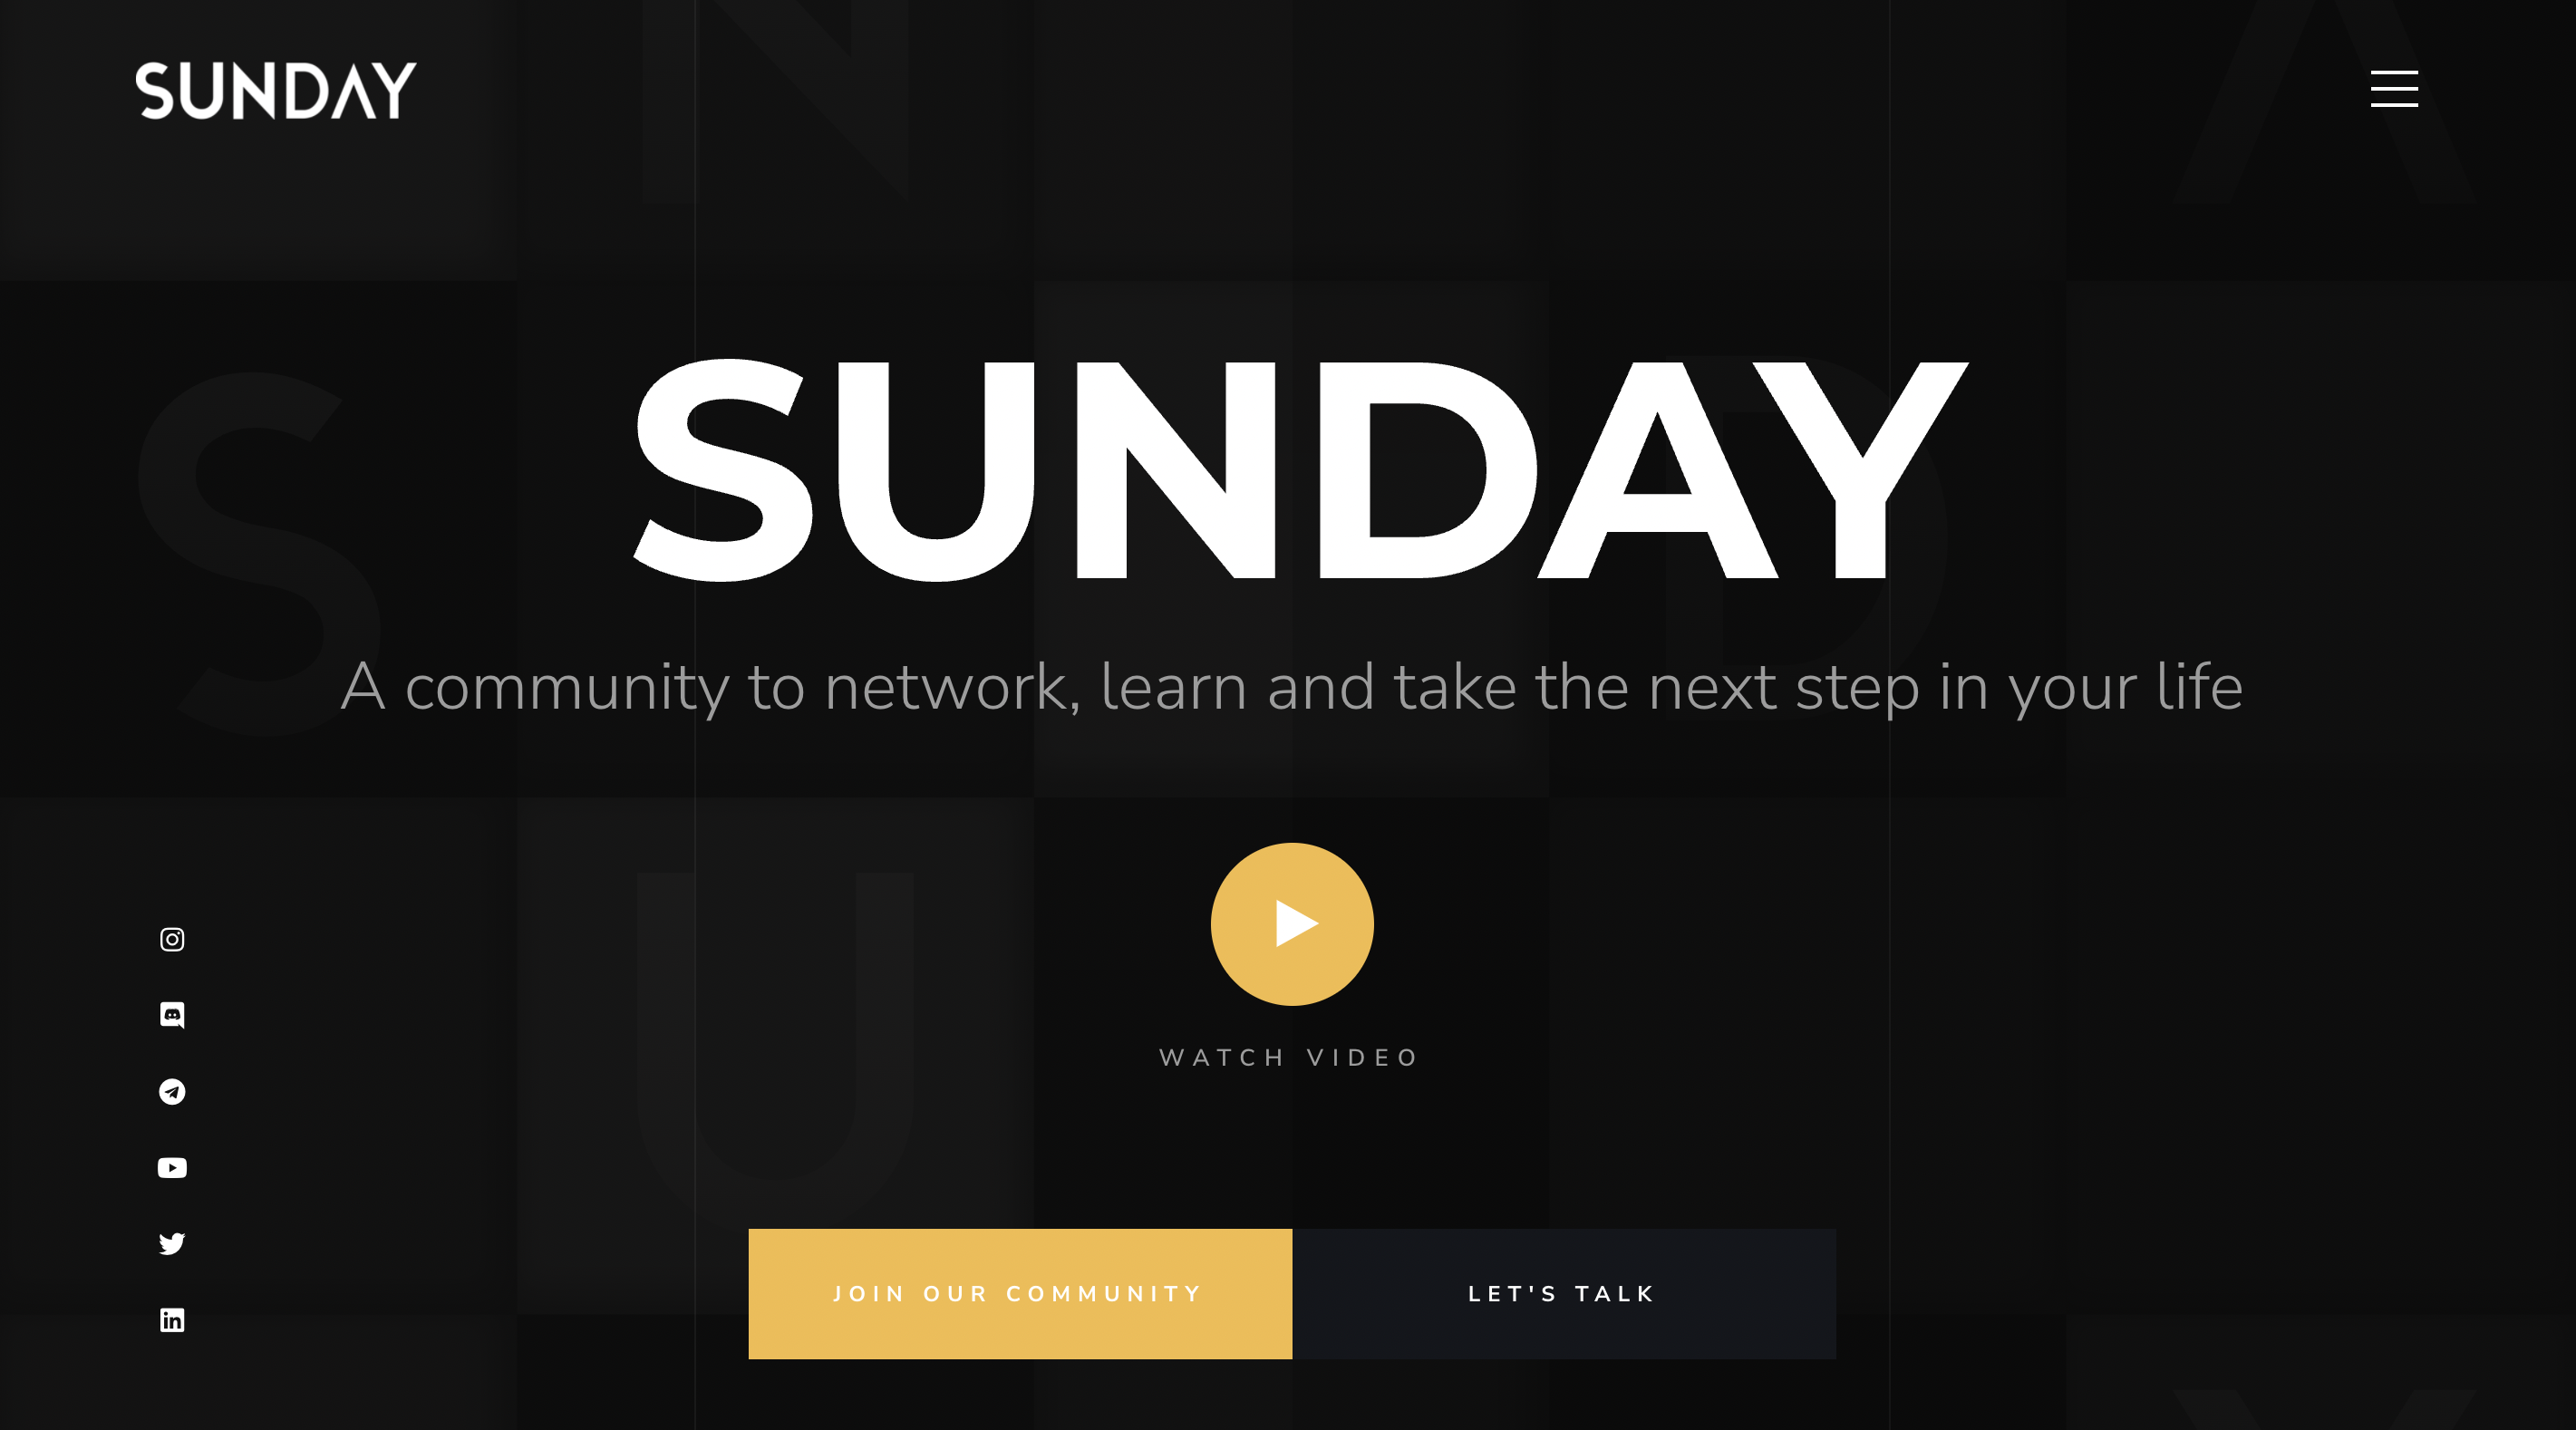 SUNDAY
SUNDAY
A community to network, learn and take the next step in your life
WATCH VIDEO
JOIN OUR COMMUNITY
LET'S TALK
N
A
S
D
U
Y